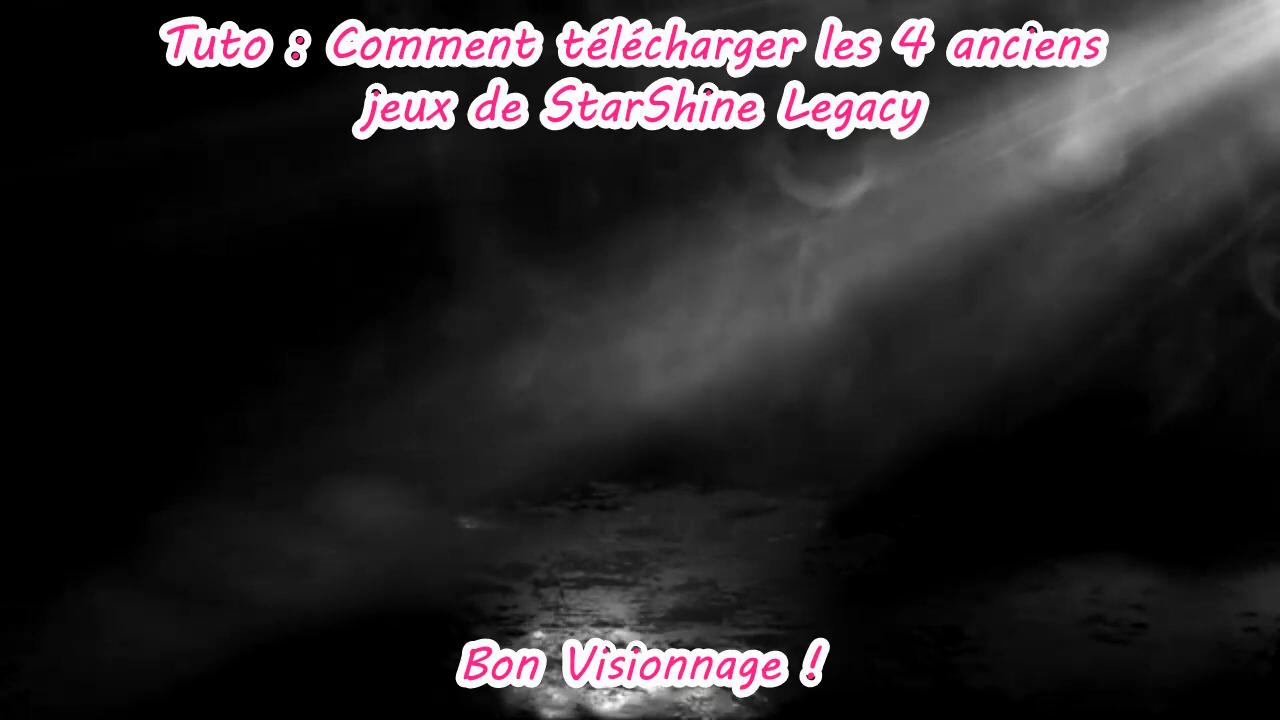 Tuto : Comment télécharger les 4 anciens
jeux de StarShine Legacy
Bon Visionnage !